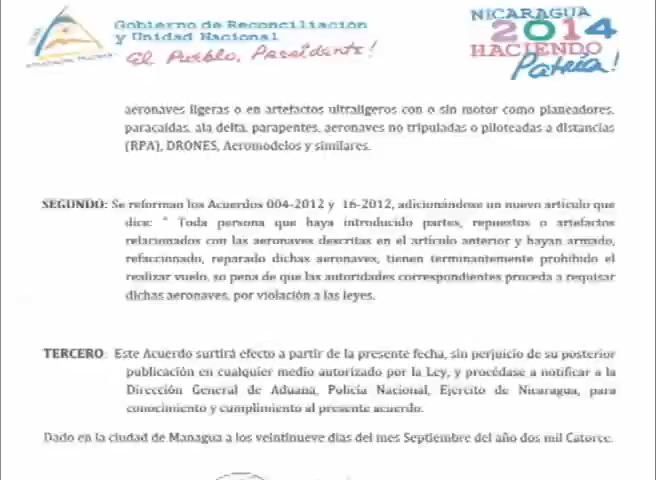 Gobierno de Reconciliación
y Unidad Nacional
El Pueblo, Presidente!
NICARAGUA
2014
HACIENDO
Patria!
aeronaves ligeras o en artefactos ultraligeros con o sin motor como planeadores,
paracaídas, ala delta, parapentes, aeronaves no tripuladas o piloteadas a distancias
(RPA), DRONES, Aeromodelos y similares.
SEGUNDO: Se reforman los Acuerdos 004-2012 y 16-2012, adicionándose un nuevo artículo que
dice: " Toda persona que haya introducido partes, repuestos o artefactos
relacionados con las aeronaves descritas en el artículo anterior y hayan armado,
refaccionado, reparado dichas aeronaves, tienen terminantemente prohibido el
realizar vuelo, so pena de que las autoridades correspondientes proceda a requisar
dichas aeronaves, por violación a las leyes.
TERCERO: Este Acuerdo surtirá efecto a partir de la presente fecha, sin perjuicio de su posterior
publicación en cualquier medio autorizado por la Ley, y procédase a notificar a la
Dirección General de Aduana, Policía Nacional, Ejercito de Nicaragua, para
conocimiento y cumplimiento al presente acuerdo.
Dado en la ciudad de Managua a los veintinueve días del mes Septiembre del año dos mil Catorce.